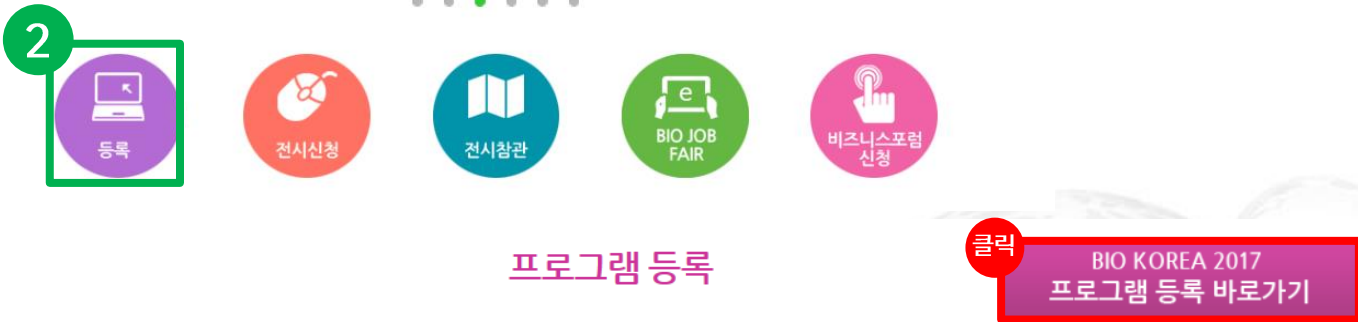 2
등록
전시신청
전시참관
e
BIO JOB
FAIR
비즈니스포럼
신청
프로그램 등록
클릭
BIO KOREA 2017
프로그램 등록 바로가기